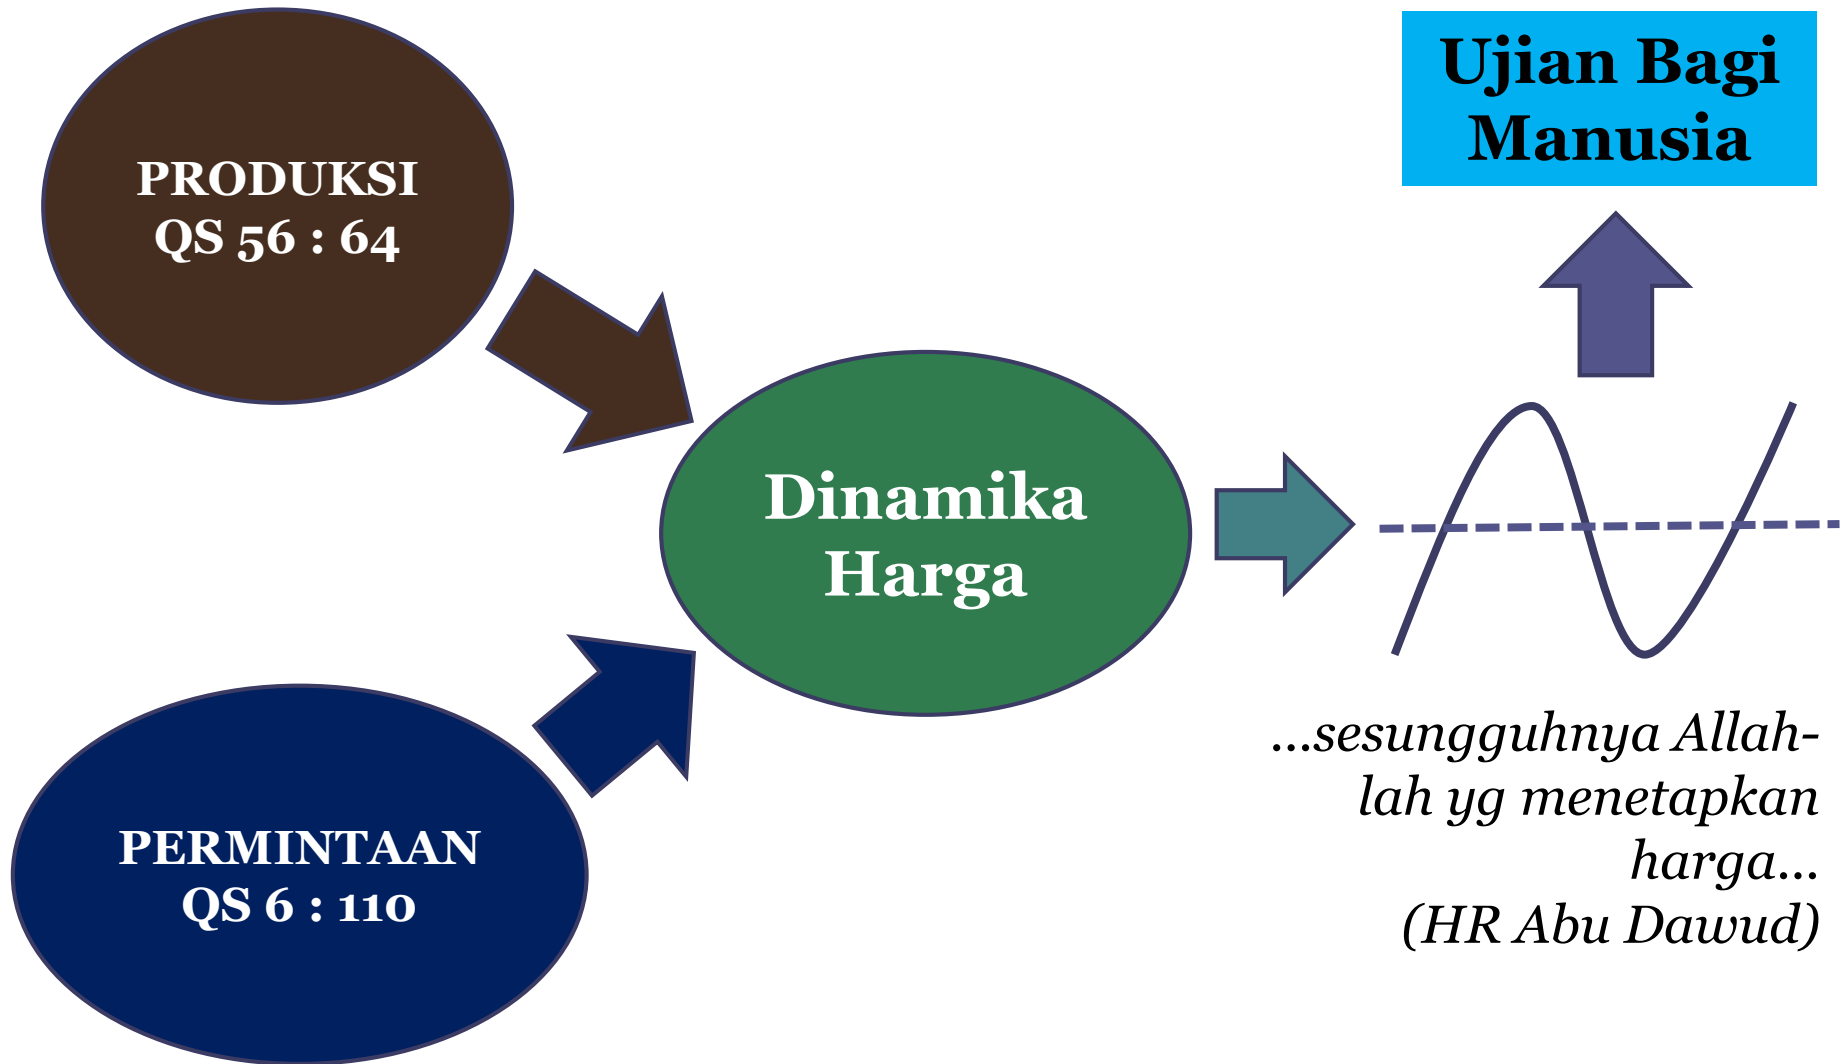 PRODUKSI
QS 56 : 64
Ujian Bagi
Manusia
Dinamika
Harga
PERMINTAAN
QS 6 : 110
...sesungguhnya Allah-
lah yg menetapkan
harga...
(HR Abu Dawud)